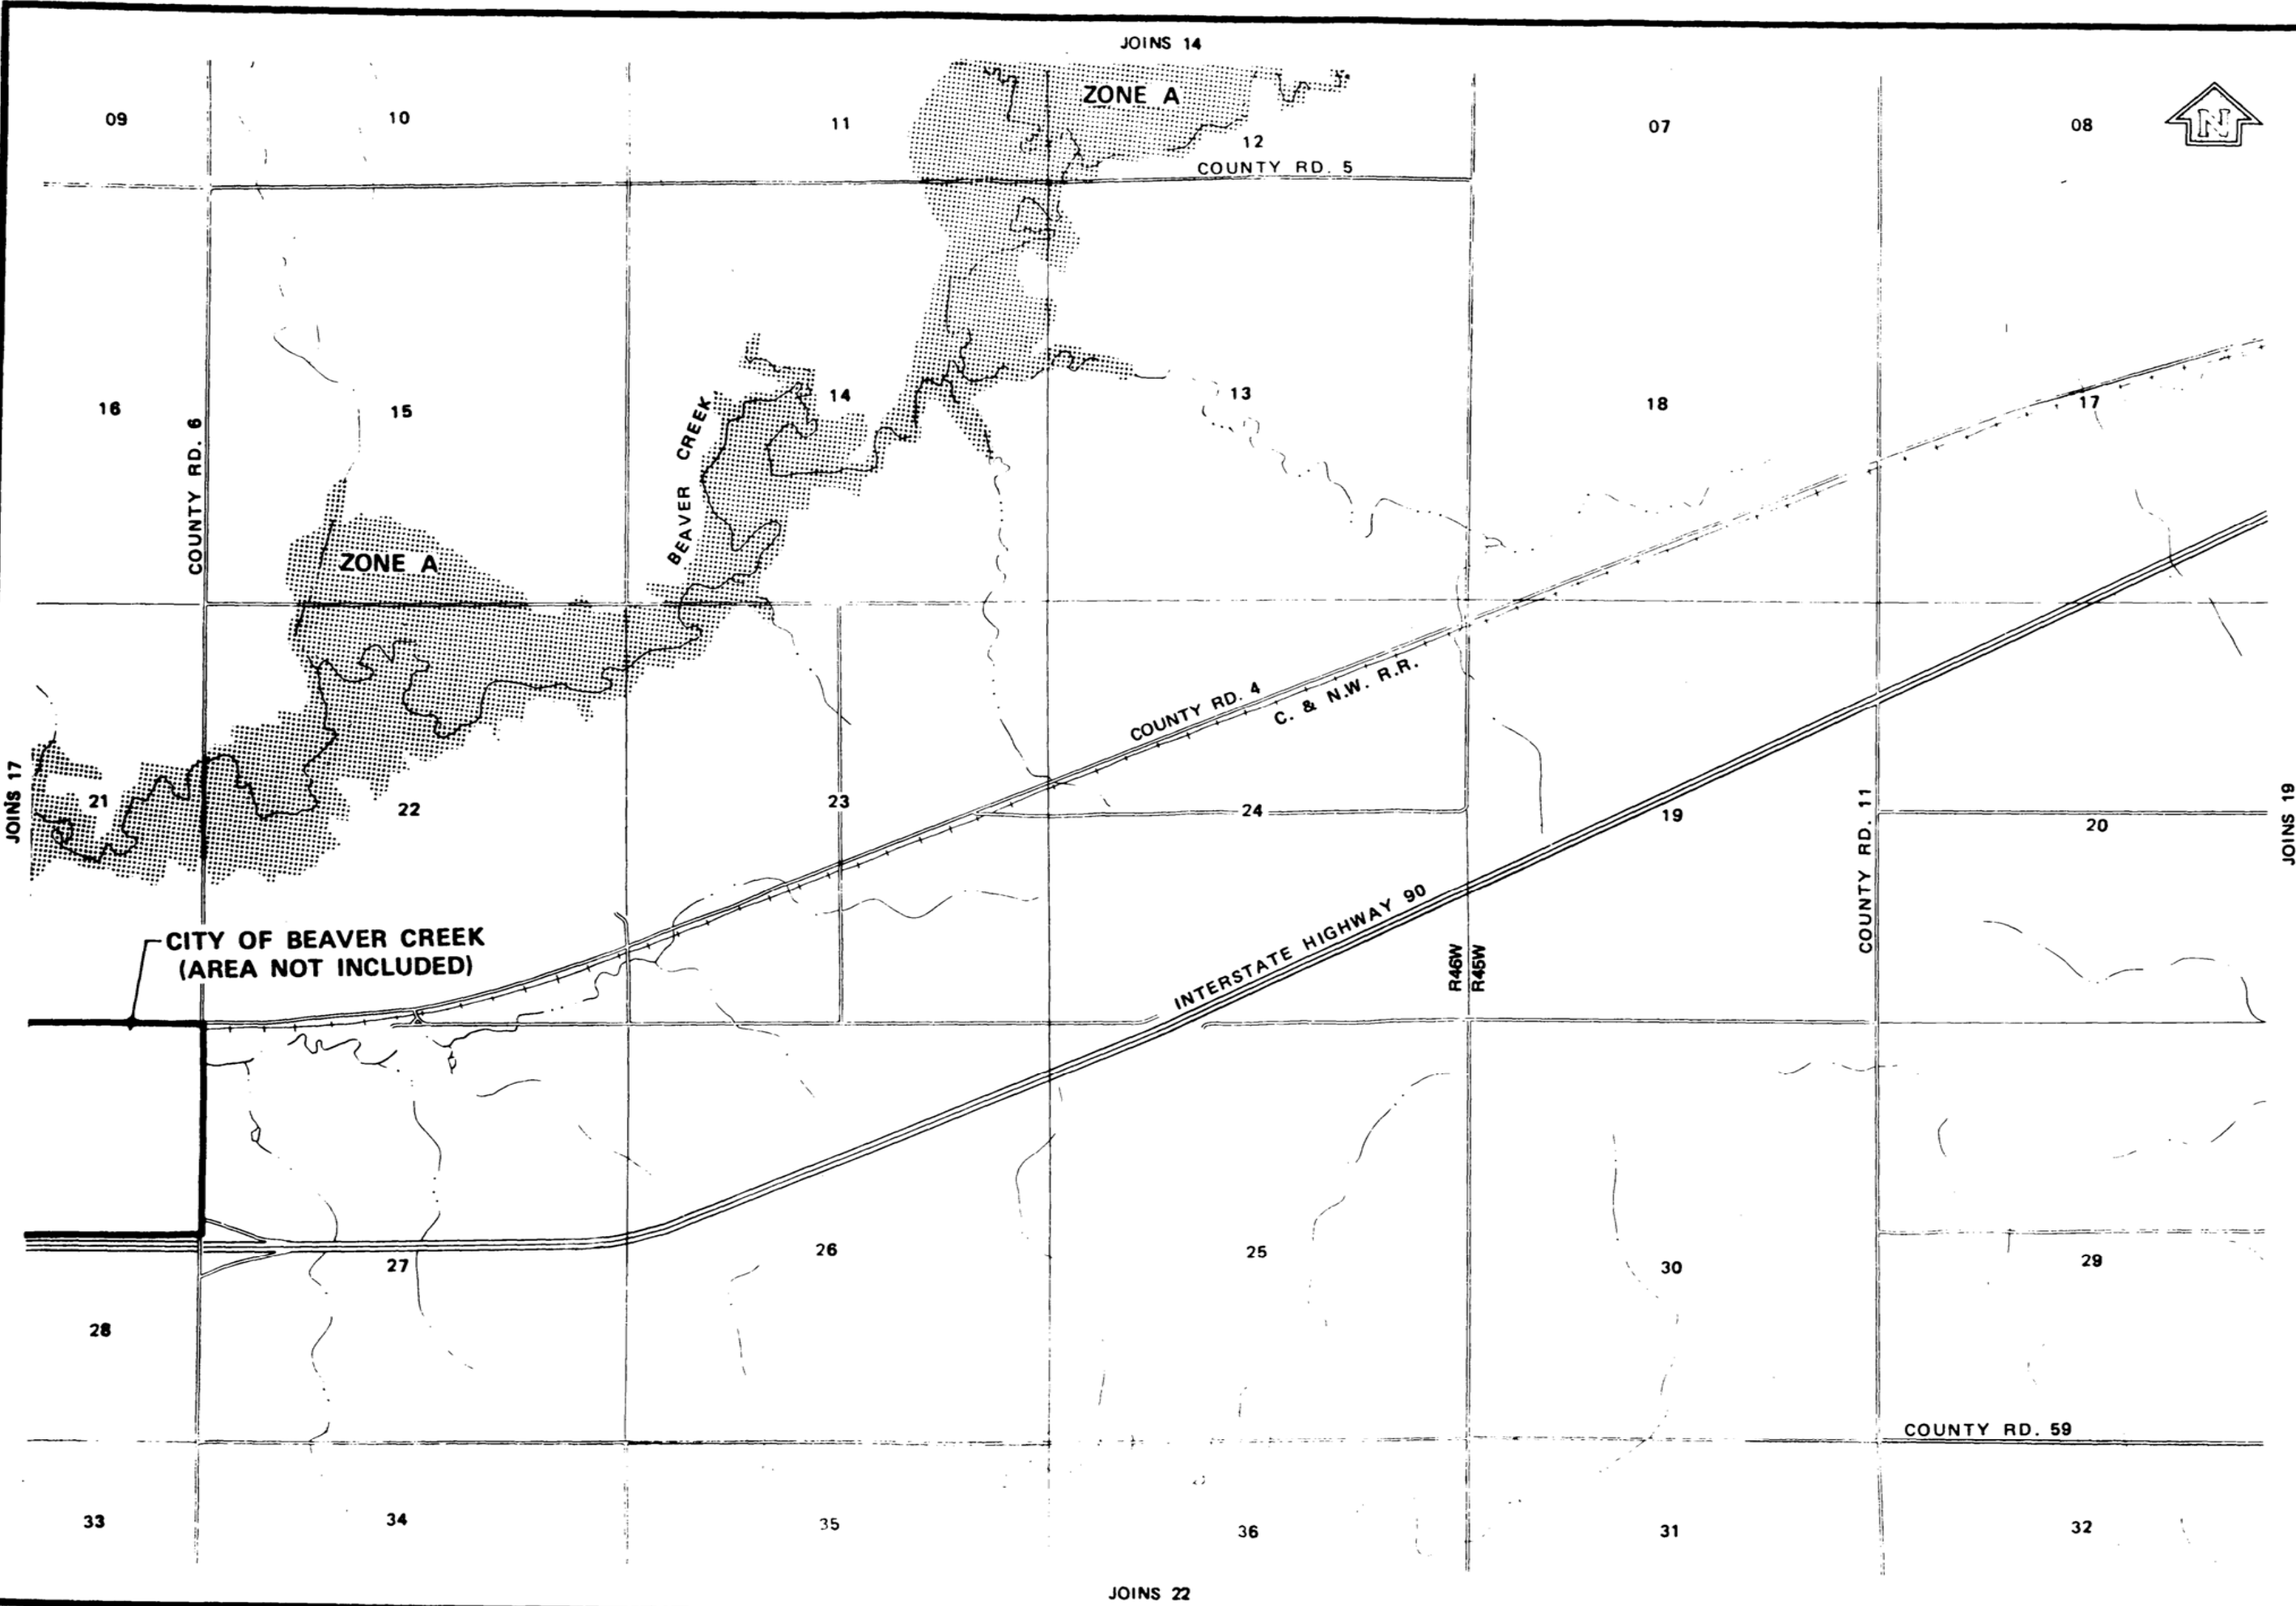 JOINS 14
ZONE A
09
10
11
12
07
08
N
COUNTY RD. 5
16
15
14
13
18
17
COUNTY RD. 6
BEAVER CREEK
ZONE A
COUNTY RD. 4
C. & N.W. R.R.
JOINS 17
21
22
23
24
19
20
COUNTY RD. 11
JOINS 19
CITY OF BEAVER CREEK
(AREA NOT INCLUDED)
INTERSTATE HIGHWAY 90
R46W
R45W
27
26
25
30
29
28
COUNTY RD. 59
33
34
35
36
31
32
JOINS 22